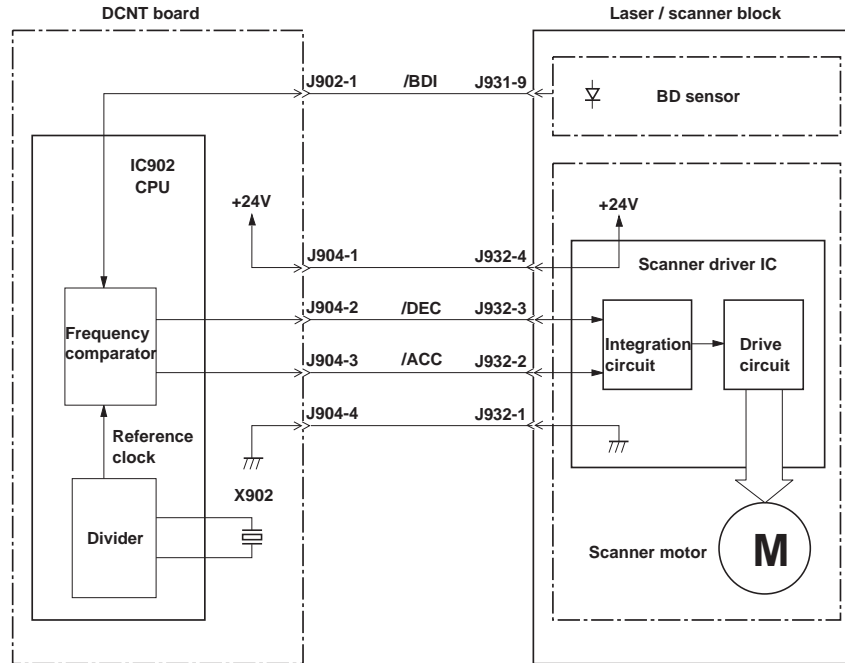 DCNT board
Laser / scanner block
J902-1
/BDI
J931-9
BD sensor
IC902
CPU
+24V
+24V
J904-1
J932-4
Scanner driver IC
J904-2
/DEC
J932-3
Frequency
comparator
Integration
circuit
Drive
circuit
J904-3
/ACC
J932-2
J904-4
J932-1
Reference
clock
X902
Divider
Scanner motor
M